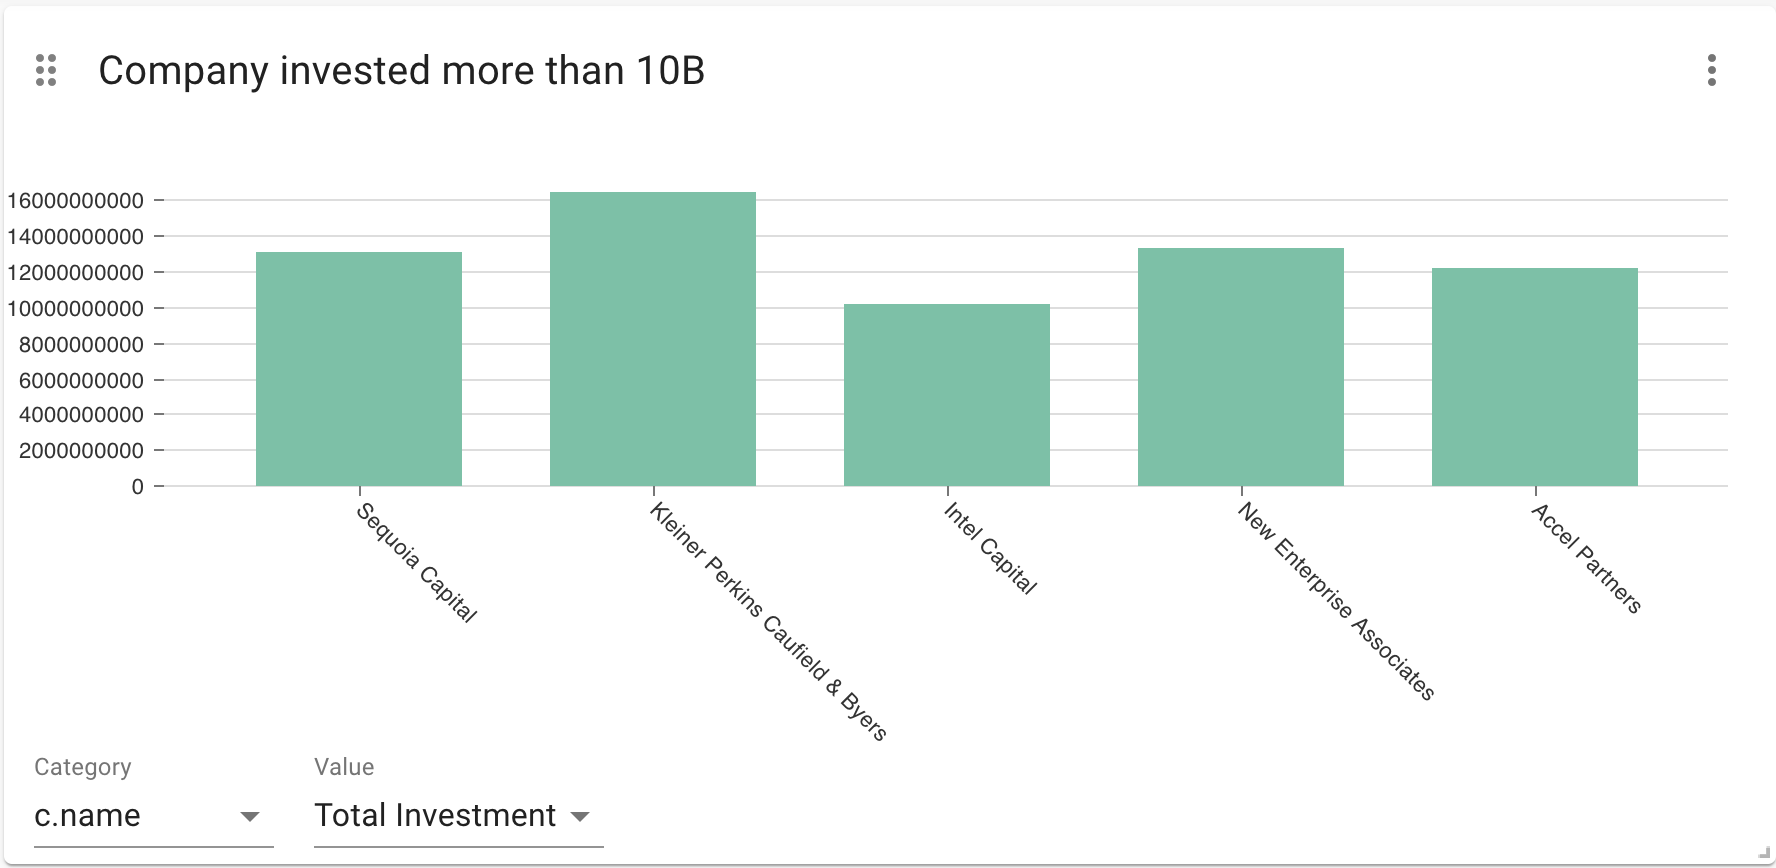 Company invested more than 10B
16000000000
14000000000
12000000000
10000000000
8000000000
6000000000
4000000000
2000000000
0
Sequoia Capital
Kleiner Perkins Caufield & Byers
Intel Capital
New Enterprise Associates
Accel Partners
Category
Value
c.name
Total Investment